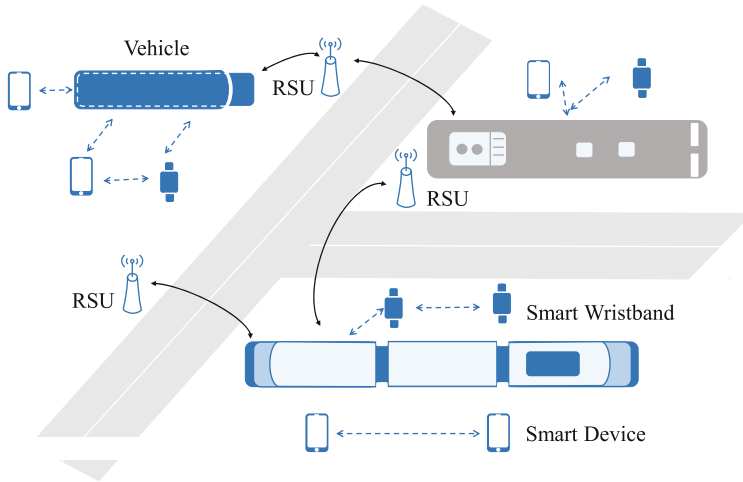 Vehicle
RSU
RSU
RSU
Smart Wristband
Smart Device